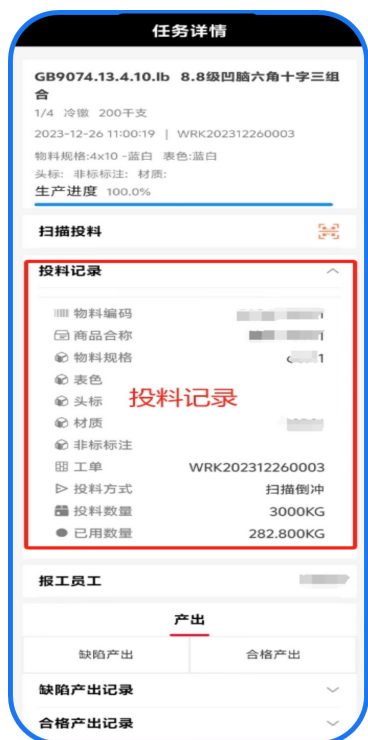 任务详情
GB9074.13.4.10.lb 8.8级凹脑六角十字三组
合
1/4 冷镦 200千支
2023-12-26 11:00:19 | WRK202312260003
物料规格:4x10 -蓝白 表色:蓝白
头标: 非标标注: 材质:
生产进度 100.0%
扫描投料
投料记录
物料编码
商品合称
物料规格 1
表色
头标
投料记录
材质
非标标注
工单 WRK202312260003
投料方式 扫描倒冲
投料数量 3000KG
已用数量 282.800KG
报工员工
产出
缺陷产出 合格产出
缺陷产出记录
合格产出记录